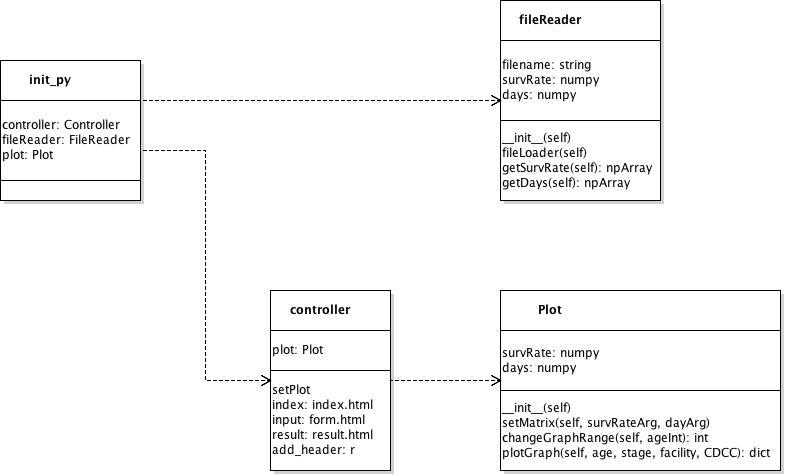 fileReader
filename: string
survRate: numpy
days: numpy
__init__(self)
fileLoader(self)
getSurvRate(self): npArray
getDays(self): npArray
init_py
controller: Controller
fileReader: FileReader
plot: Plot
controller
plot: Plot
setPlot
index: index.html
input: form.html
result: result.html
add_header: r
Plot
survRate: numpy
days: numpy
__init__(self)
setMatrix(self, survRateArg, dayArg)
changeGraphRange(self, ageInt): int
plotGraph(self, age, stage, facility, CDCC): dict